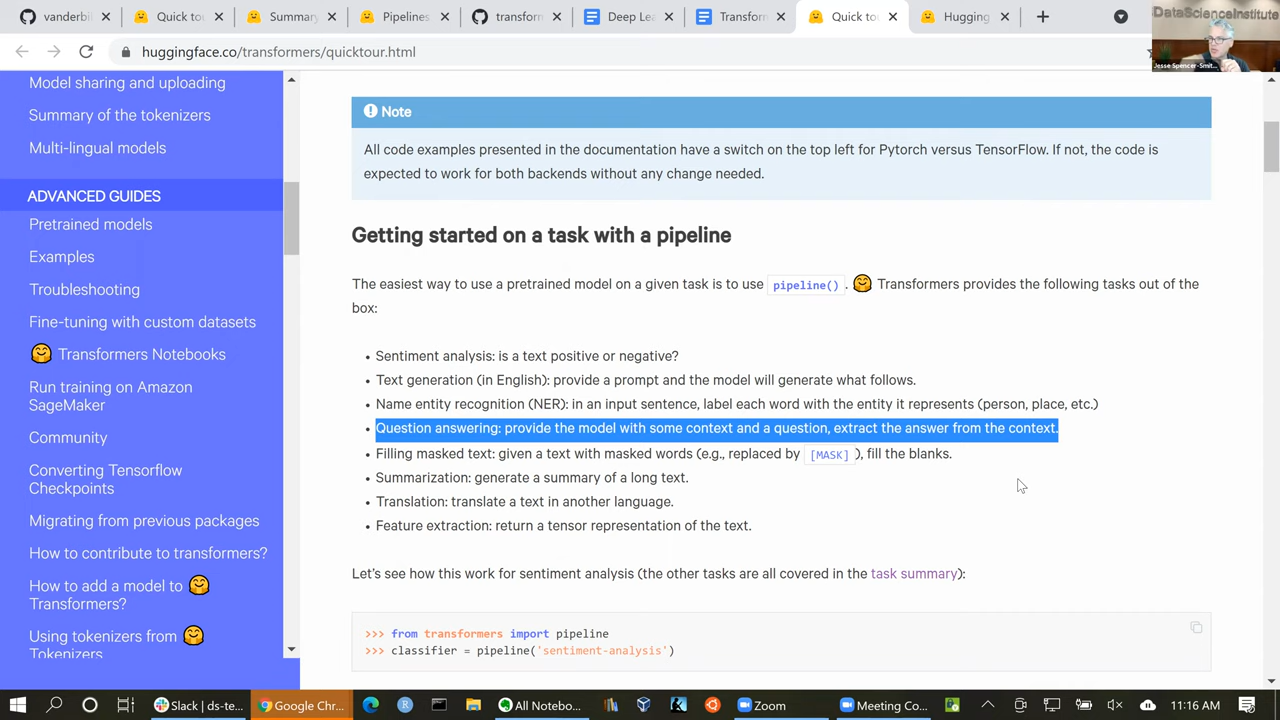 vanderbi
Quick to
Summary
Pipelines
transform
Deep Le
Transfor
Quick to
Hugging
DataScienceInstitute
Jesse Spencer-Smit...
huggingface.co/transformers/quicktour.html
Model sharing and uploading
Summary of the tokenizers
Multi-lingual models
ADVANCED GUIDES
Pretrained models
Examples
Troubleshooting
Fine-tuning with custom datasets
🤗 Transformers Notebooks
Run training on Amazon
SageMaker
Community
Converting Tensorflow
Checkpoints
Migrating from previous packages
How to contribute to transformers?
How to add a model to 🤗
Transformers?
Using tokenizers from 🤗
Tokenizers
Note
All code examples presented in the documentation have a switch on the top left for Pytorch versus TensorFlow. If not, the code is
expected to work for both backends without any change needed.
Getting started on a task with a pipeline
The easiest way to use a pretrained model on a given task is to use pipeline() . 🤗 Transformers provides the following tasks out of the
box:
• Sentiment analysis: is a text positive or negative?
• Text generation (in English): provide a prompt and the model will generate what follows.
• Name entity recognition (NER): in an input sentence, label each word with the entity it represents (person, place, etc.)
• Question answering: provide the model with some context and a question, extract the answer from the context.
• Filling masked text: given a text with masked words (e.g., replaced by [MASK] ), fill the blanks.
• Summarization: generate a summary of a long text.
• Translation: translate a text in another language.
• Feature extraction: return a tensor representation of the text.
Let's see how this work for sentiment analysis (the other tasks are all covered in the task summary):
>>> from transformers import pipeline
>>> classifier = pipeline('sentiment-analysis')
Slack | ds-te...
Google Chr...
All Notebo...
Zoom
Meeting Co...
11:16 AM